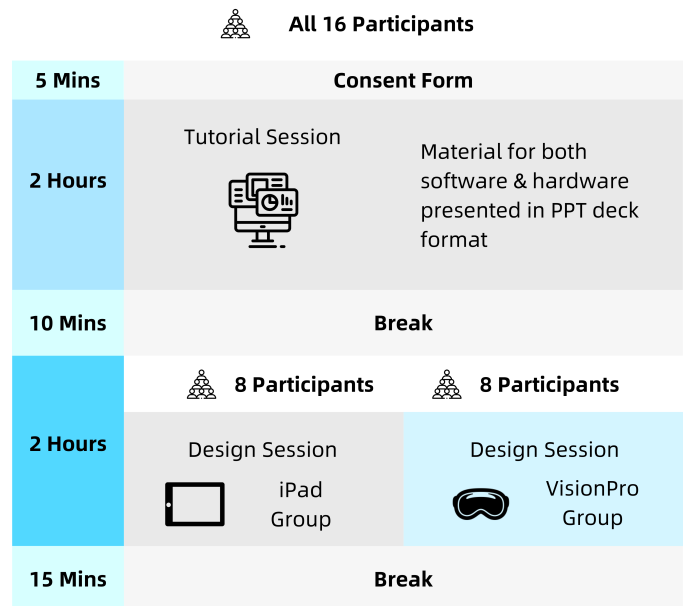 All 16 Participants
5 Mins
Consent Form
2 Hours
Tutorial Session
Material for both
software & hardware
presented in PPT deck
format
10 Mins
Break
2 Hours
8 Participants
8 Participants
Design Session
iPad
Group
Design Session
VisionPro
Group
15 Mins
Break